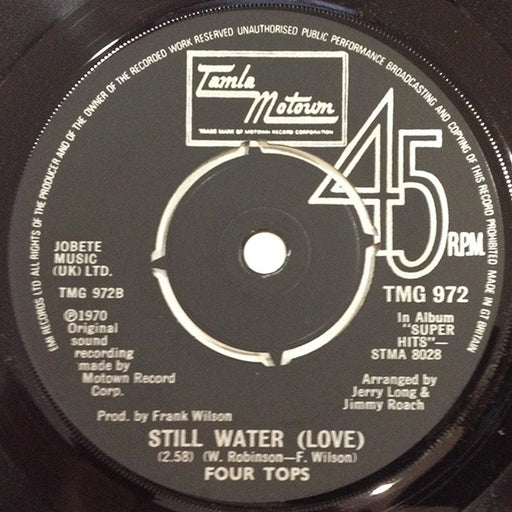 EMI RECORDS LTD ALL RIGHTS OF THE PRODUCER AND OF THE OWNER OF THE RECORDED WORK RESERVED UNAUTHORISED PUBLIC PERFORMANCE BROADCASTING AND COPYING OF THIS RECORD PROHIBITED MADE IN GT BRITAIN
Tamla
Motown
TRADE MARK OF MOTOWN RECORD CORPORATION
45 R.P.M.
JOBETE
MUSIC
(UK) LTD.
TMG 972B
Ⓟ1970
Original
sound
recording
made by
Motown Record
Corp.
TMG 972
In Album
"SUPER
HITS"—
STMA 8028
Arranged by
Jerry Long &
Jimmy Roach
Prod. by Frank Wilson
STILL WATER (LOVE)
(2.58) (W. Robinson—F. Wilson)
FOUR TOPS